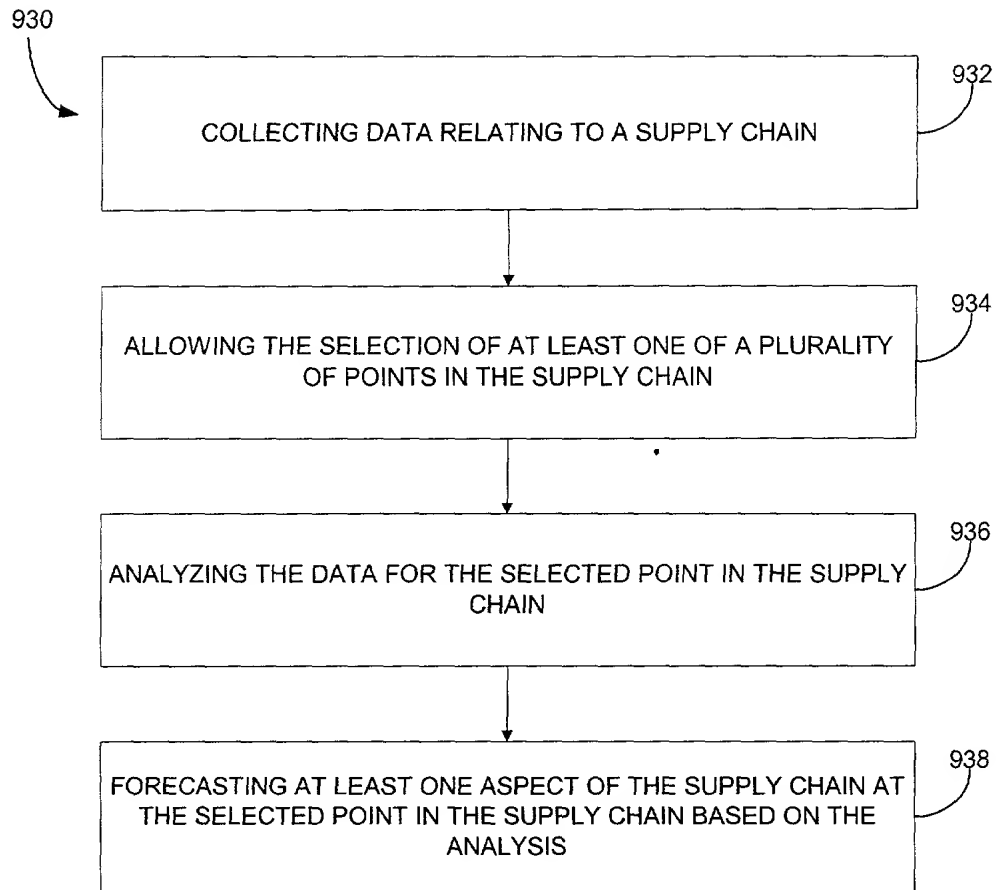 930
932
COLLECTING DATA RELATING TO A SUPPLY CHAIN
934
ALLOWING THE SELECTION OF AT LEAST ONE OF A PLURALITY
OF POINTS IN THE SUPPLY CHAIN
936
ANALYZING THE DATA FOR THE SELECTED POINT IN THE SUPPLY
CHAIN
938
FORECASTING AT LEAST ONE ASPECT OF THE SUPPLY CHAIN AT
THE SELECTED POINT IN THE SUPPLY CHAIN BASED ON THE
ANALYSIS